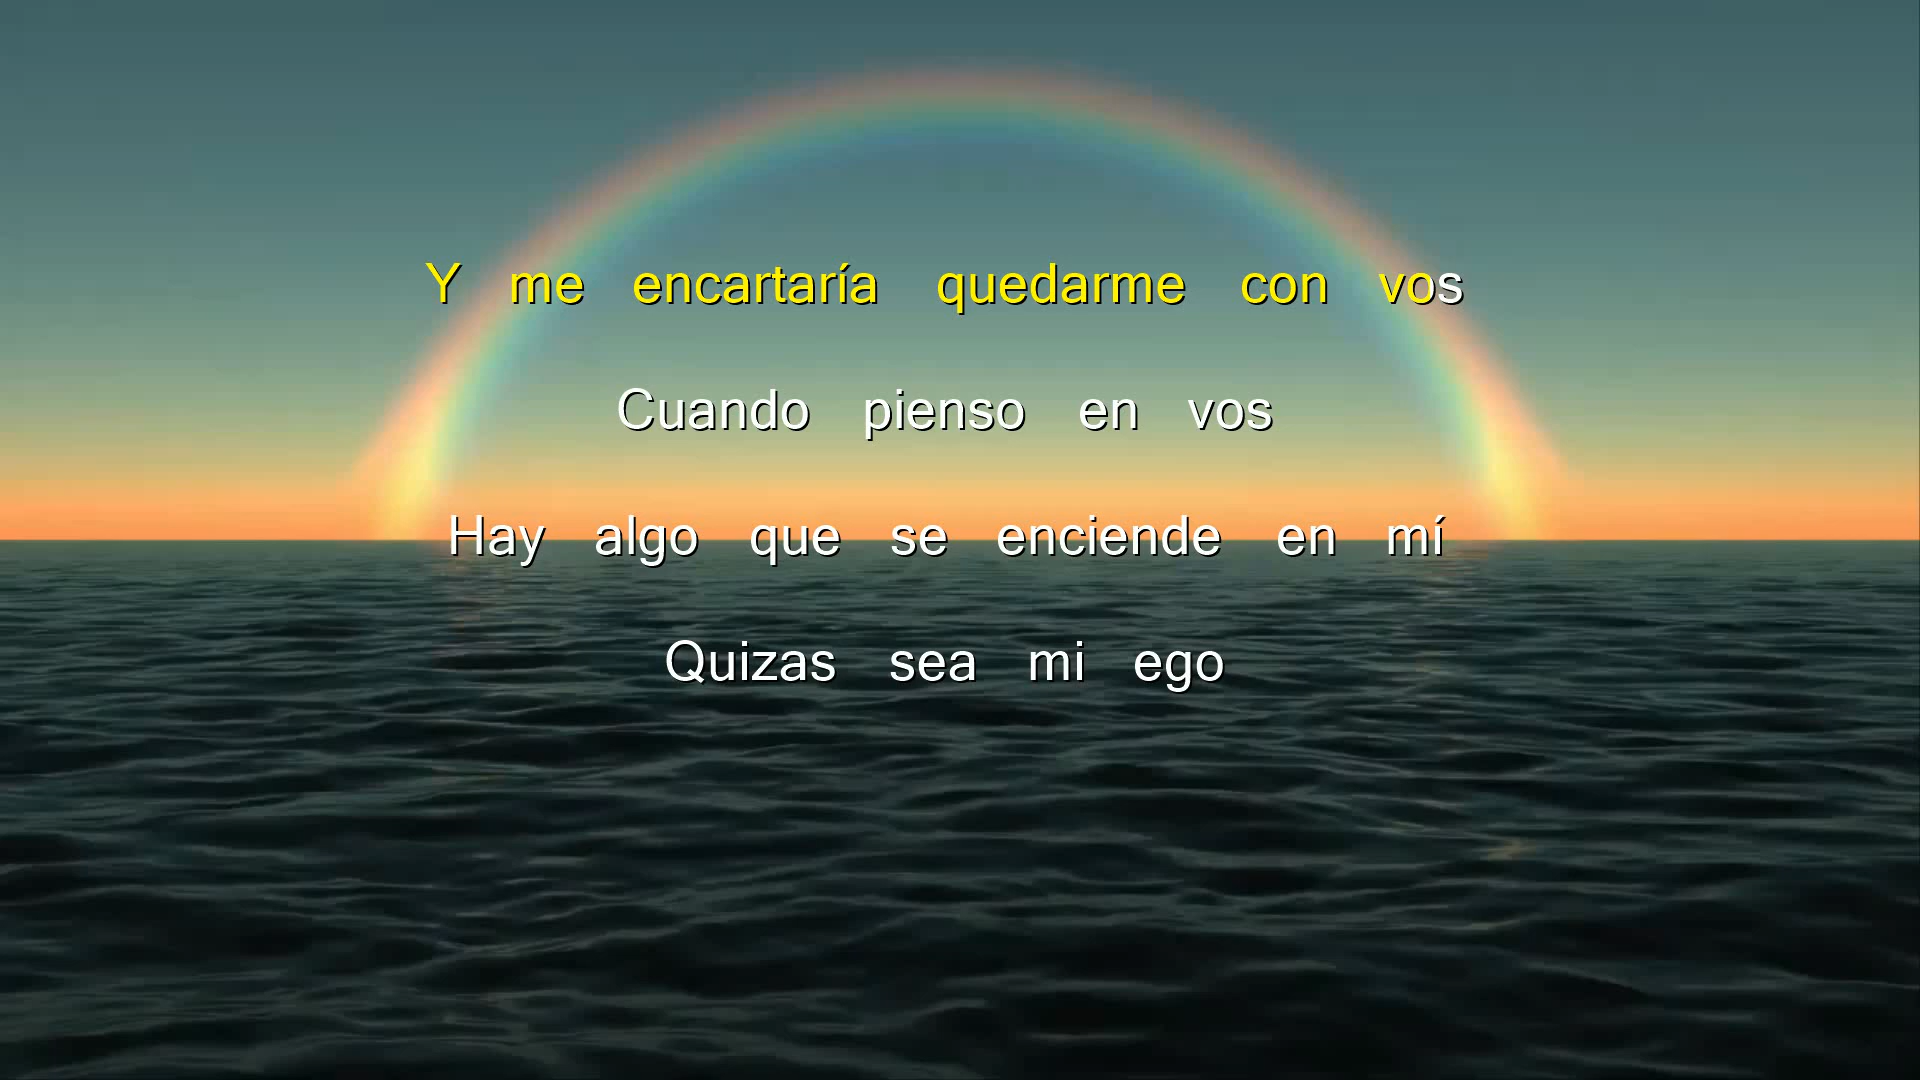 Y me encartaría quedarme con vos
Cuando pienso en vos
Hay algo que se enciende en mí
Quizas sea mi ego